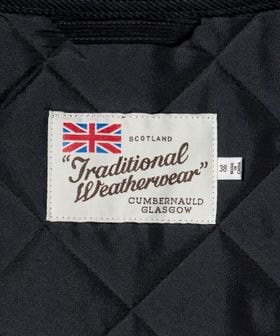 SCOTLAND
"Traditional
Weatherwear"
CUMBERNAULD
GLASGOW
38